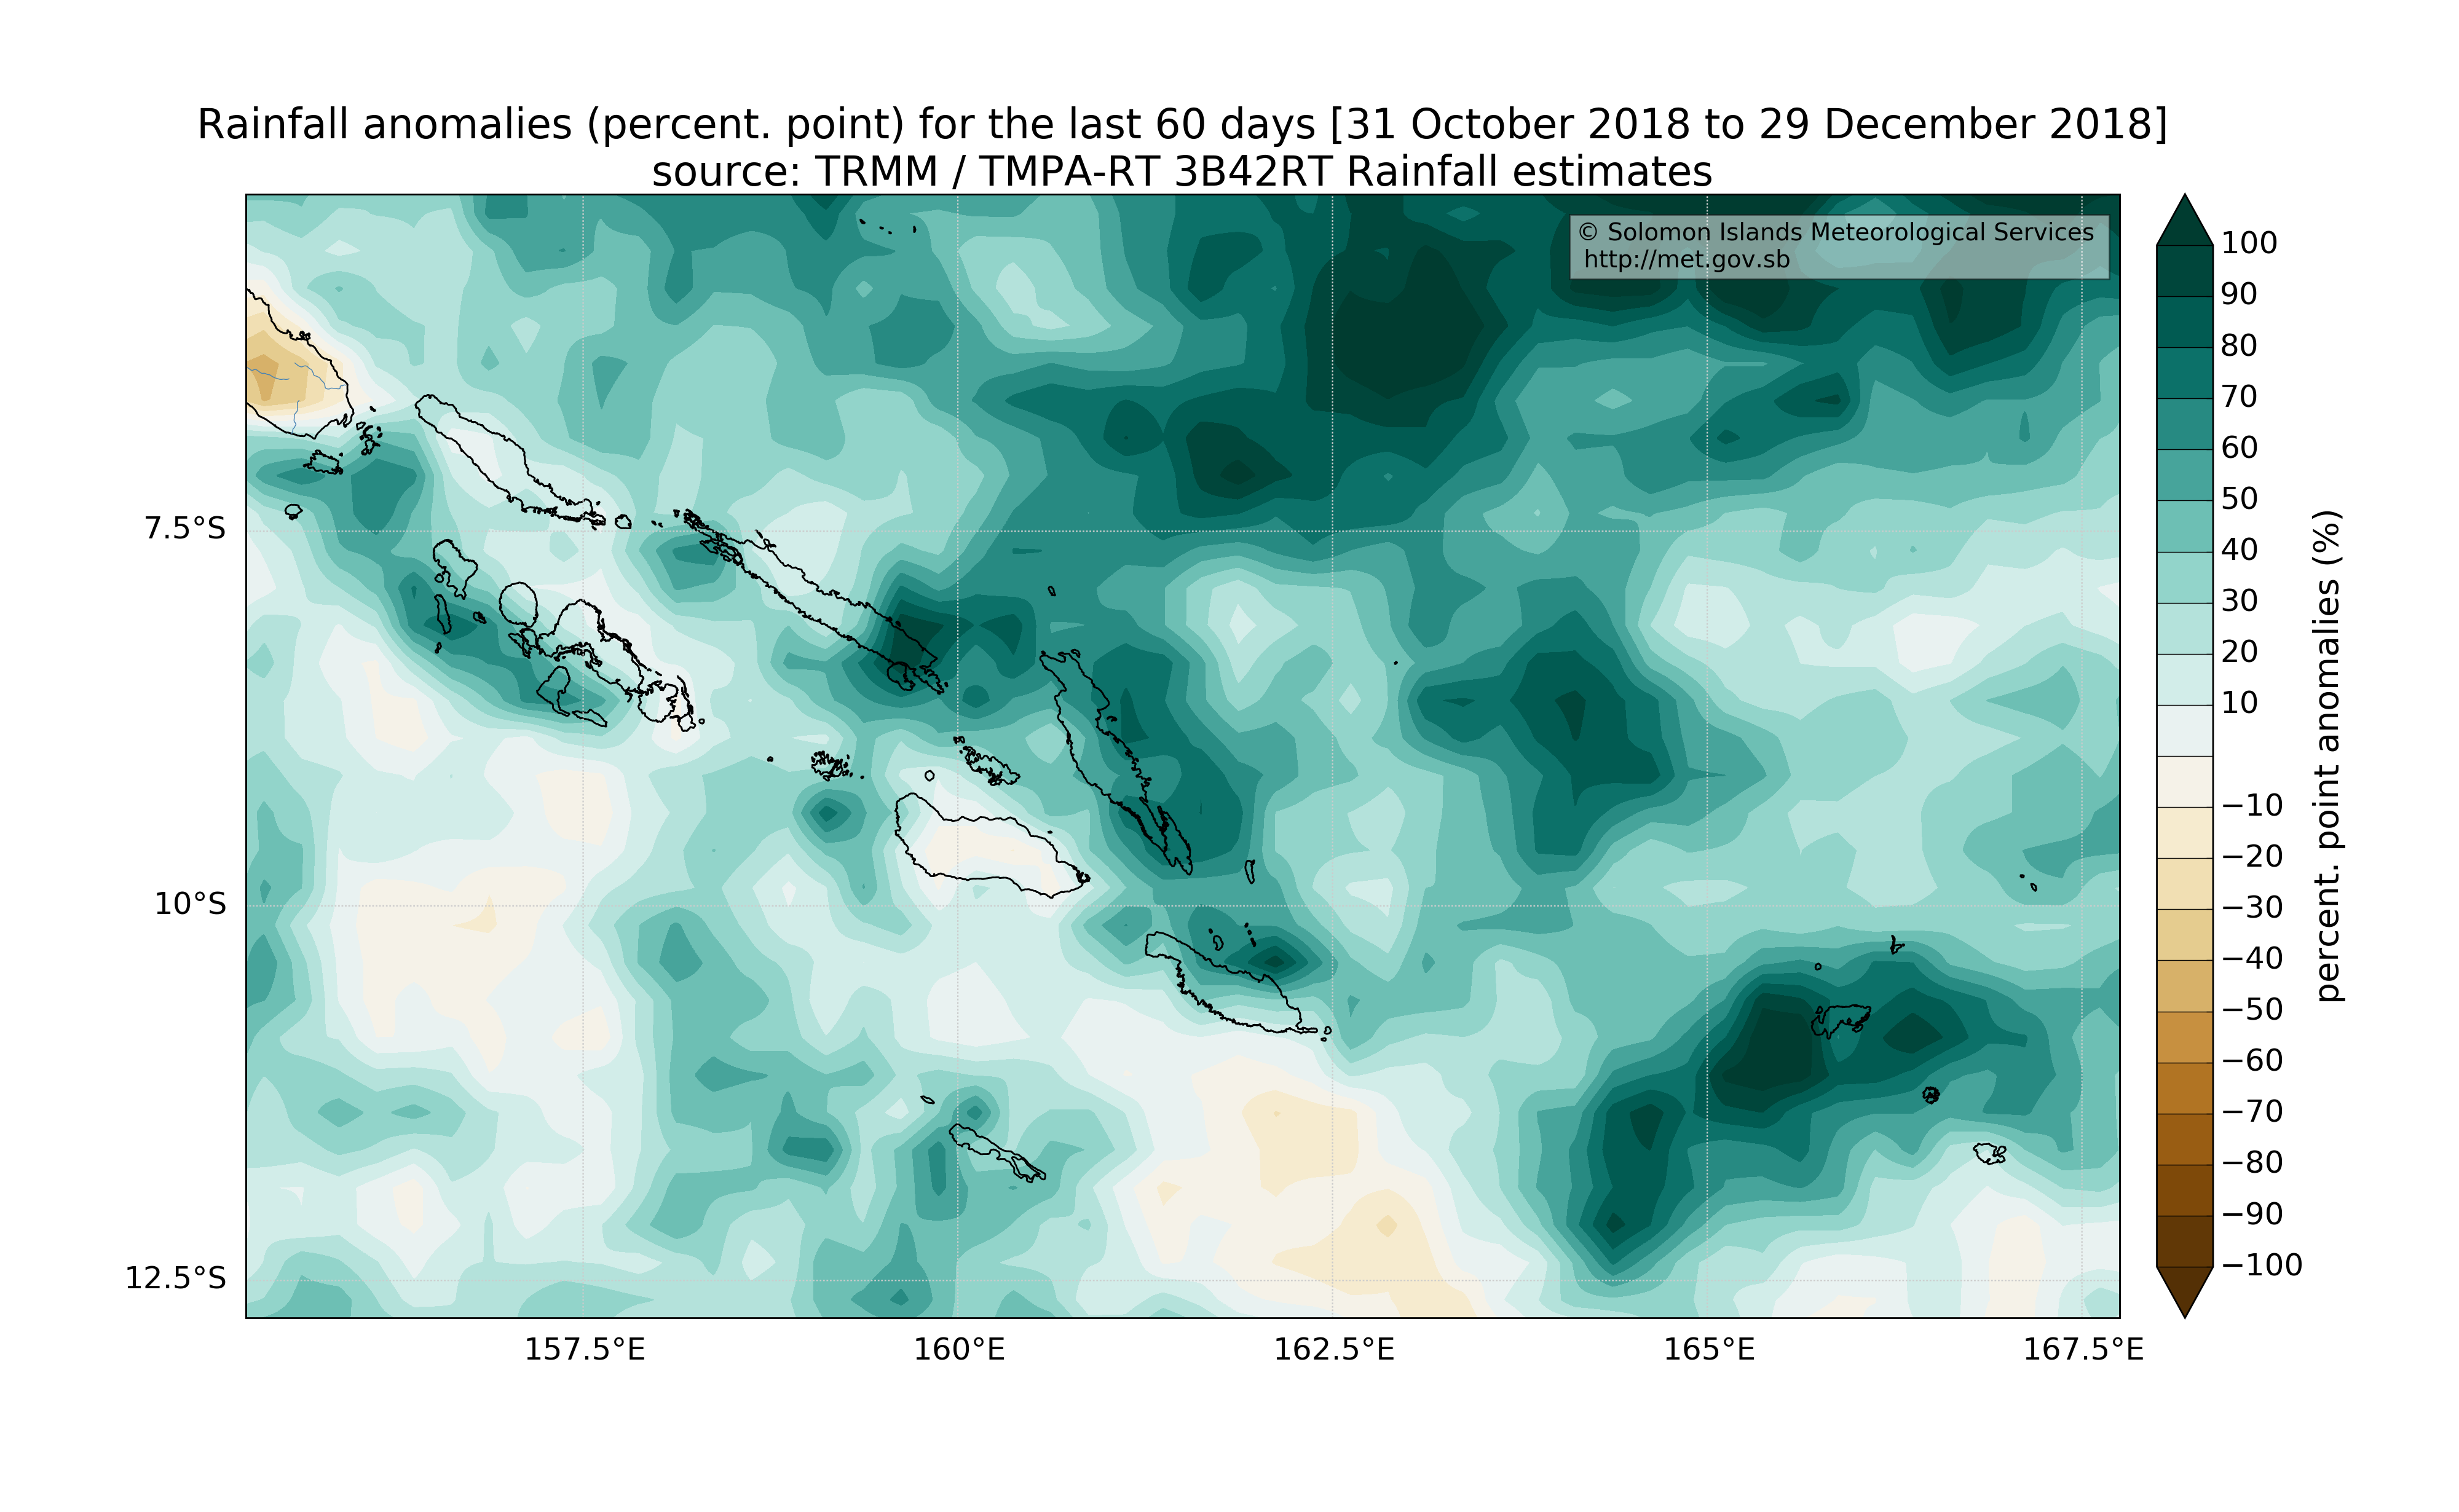 Rainfall anomalies (percent. point) for the last 60 days [31 October 2018 to 29 December 2018]
source: TRMM / TMPA-RT 3B42RT Rainfall estimates
© Solomon Islands Meteorological Services
http://met.gov.sb
7.5°S
10°S
12.5°S
157.5°E
160°E
162.5°E
165°E
167.5°E
100
90
80
70
60
50
40
30
20
10
−10
−20
−30
−40
−50
−60
−70
−80
−90
−100
percent. point anomalies (%)